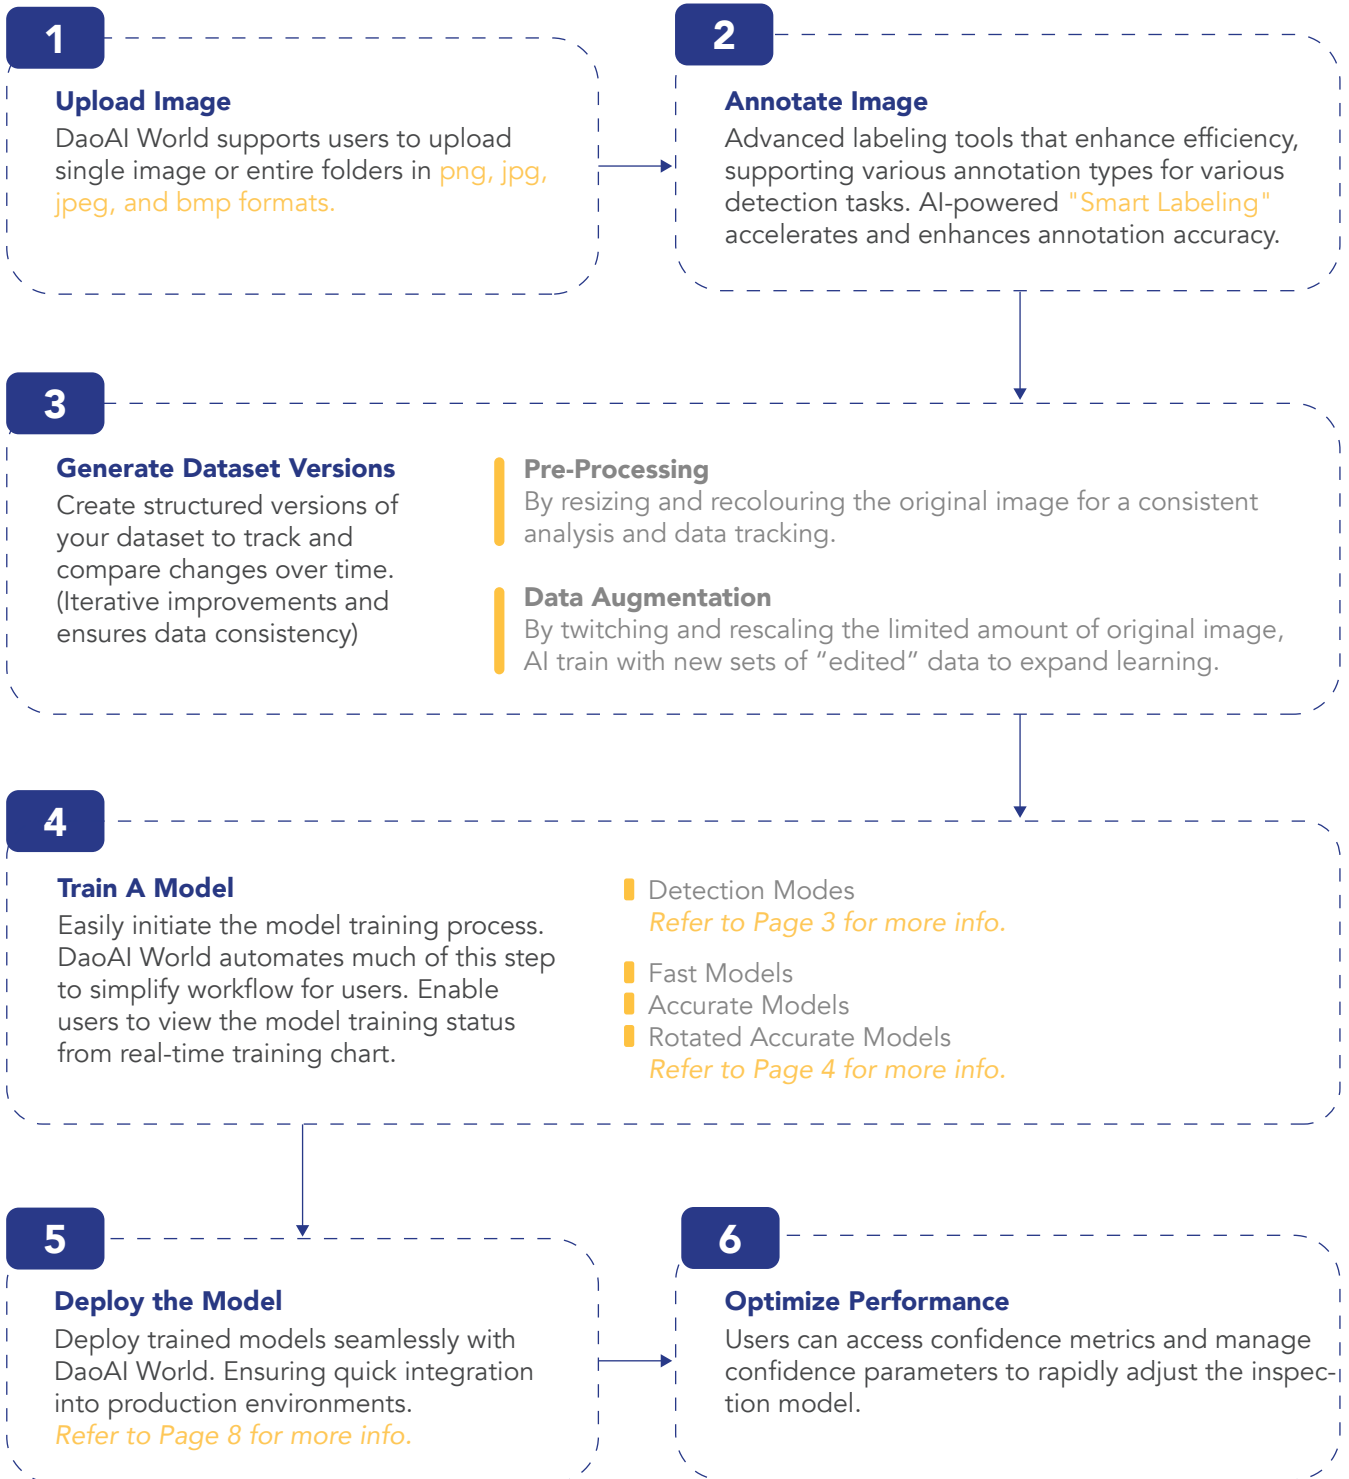 1
Upload Image
DaoAI World supports users to upload
single image or entire folders in png, jpg,
jpeg, and bmp formats.
2
Annotate Image
Advanced labeling tools that enhance efficiency,
supporting various annotation types for various
detection tasks. AI-powered "Smart Labeling"
accelerates and enhances annotation accuracy.
3
Generate Dataset Versions
Create structured versions of
your dataset to track and
compare changes over time.
(Iterative improvements and
ensures data consistency)
Pre-Processing
By resizing and recolouring the original image for a consistent
analysis and data tracking.
Data Augmentation
By twitching and rescaling the limited amount of original image,
AI train with new sets of “edited” data to expand learning.
4
Train A Model
Easily initiate the model training process.
DaoAI World automates much of this step
to simplify workflow for users. Enable
users to view the model training status
from real-time training chart.
Detection Modes
Refer to Page 3 for more info.
Fast Models
Accurate Models
Rotated Accurate Models
Refer to Page 4 for more info.
5
Deploy the Model
Deploy trained models seamlessly with
DaoAI World. Ensuring quick integration
into production environments.
Refer to Page 8 for more info.
6
Optimize Performance
Users can access confidence metrics and manage
confidence parameters to rapidly adjust the inspec-
tion model.